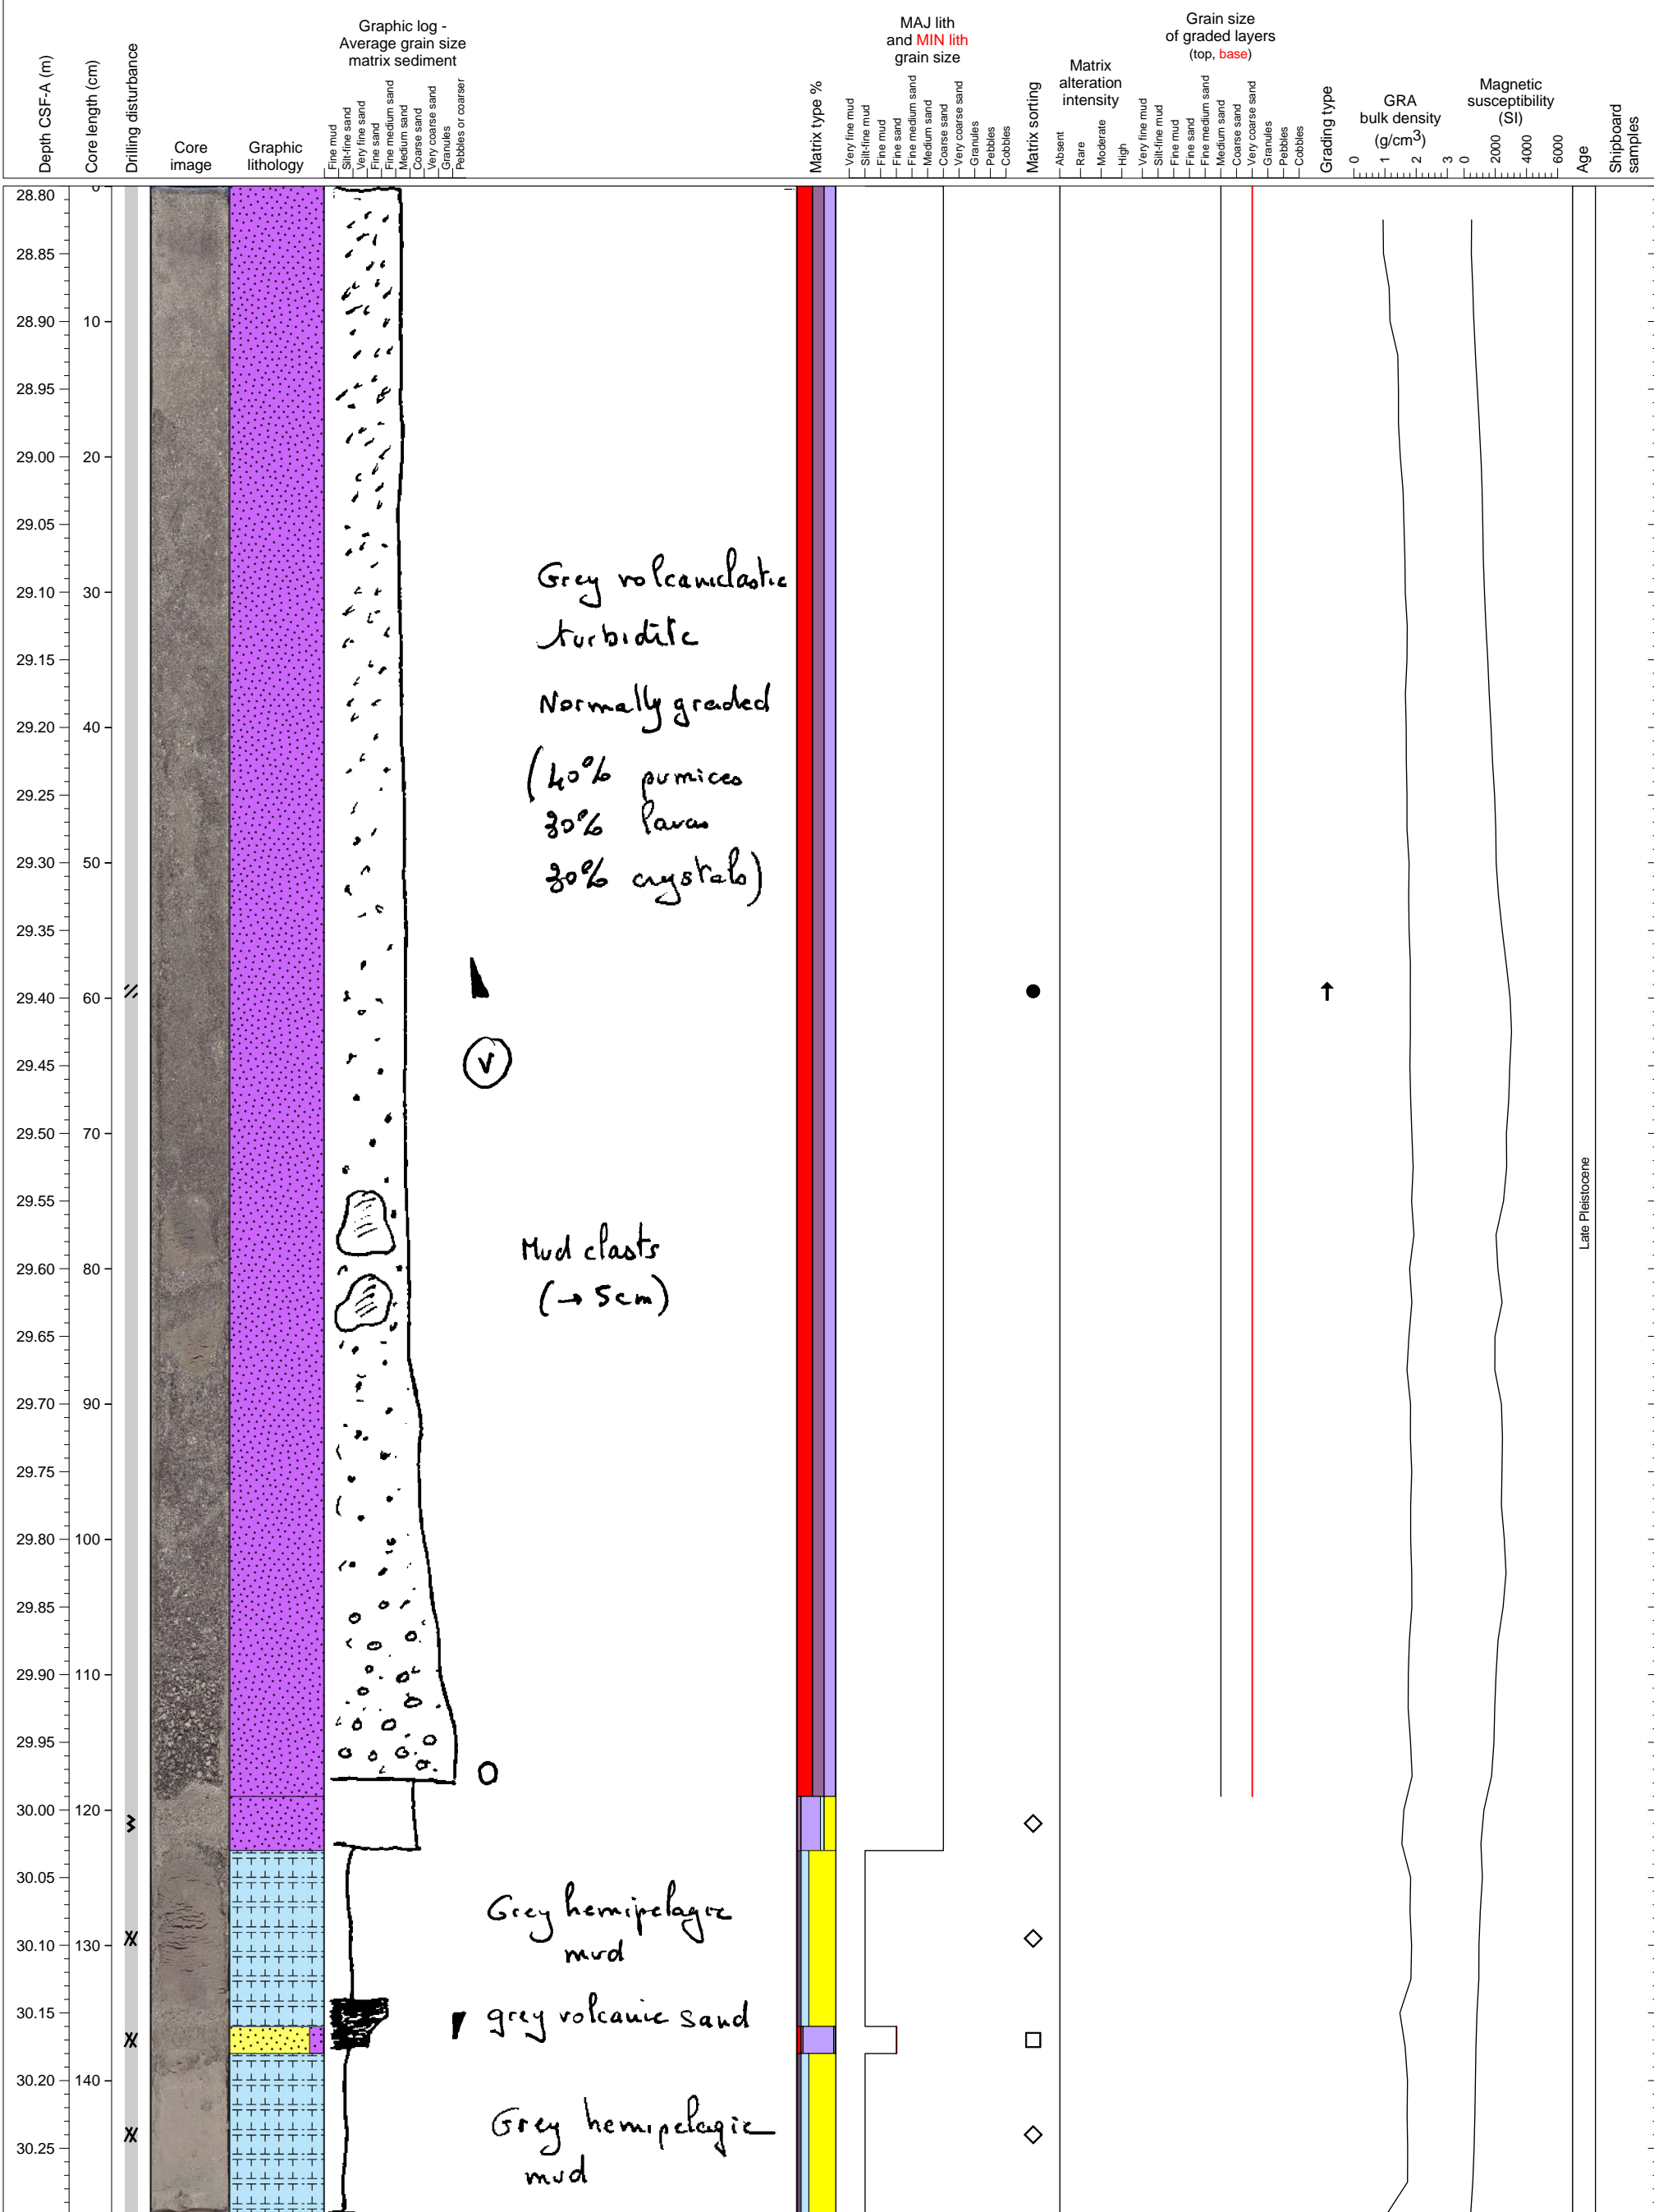 Depth CSF-A (m)
Core length (cm)
Drilling disturbance
Core
image
Graphic
lithology
Graphic log -
Average grain size
matrix sediment
Fine mud
Silt-fine sand
Very fine sand
Fine sand
Fine medium sand
Medium sand
Coarse sand
Very coarse sand
Granules
Pebbles or coarser
Matrix type %
MAJ lith
and MIN lith
grain size
Very fine mud
Silt-fine mud
Fine mud
Fine sand
Fine medium sand
Medium sand
Coarse sand
Very coarse sand
Granules
Pebbles
Cobbles
Matrix sorting
Matrix
alteration
intensity
Absent
Rare
Moderate
High
Grain size
of graded layers
(top, base)
Very fine mud
Silt-fine mud
Fine mud
Fine sand
Fine medium sand
Medium sand
Coarse sand
Very coarse sand
Granules
Pebbles
Cobbles
Grading type
GRA
bulk density
(g/cm3)
0 1 2 3
Magnetic
susceptibility
(SI)
0 2000 4000 6000
Age
Shipboard
samples
28.80 0
28.85
28.90 10
28.95
29.00 20
29.05
29.10 30
29.15
29.20 40
29.25
29.30 50
29.35
29.40 60
29.45
29.50 70
29.55
29.60 80
29.65
29.70 90
29.75
29.80 100
29.85
29.90 110
29.95
30.00 120
30.05
30.10 130
30.15
30.20 140
30.25
Grey volcaniclastic
turbidite
Normally graded
(40% pumices
30% lavas
30% crystals)
V
Mud clasts
(→ 5cm)
Late Pleistocene
Grey hemipelagic
mud
grey volcanic sand
Grey hemipelagic
mud